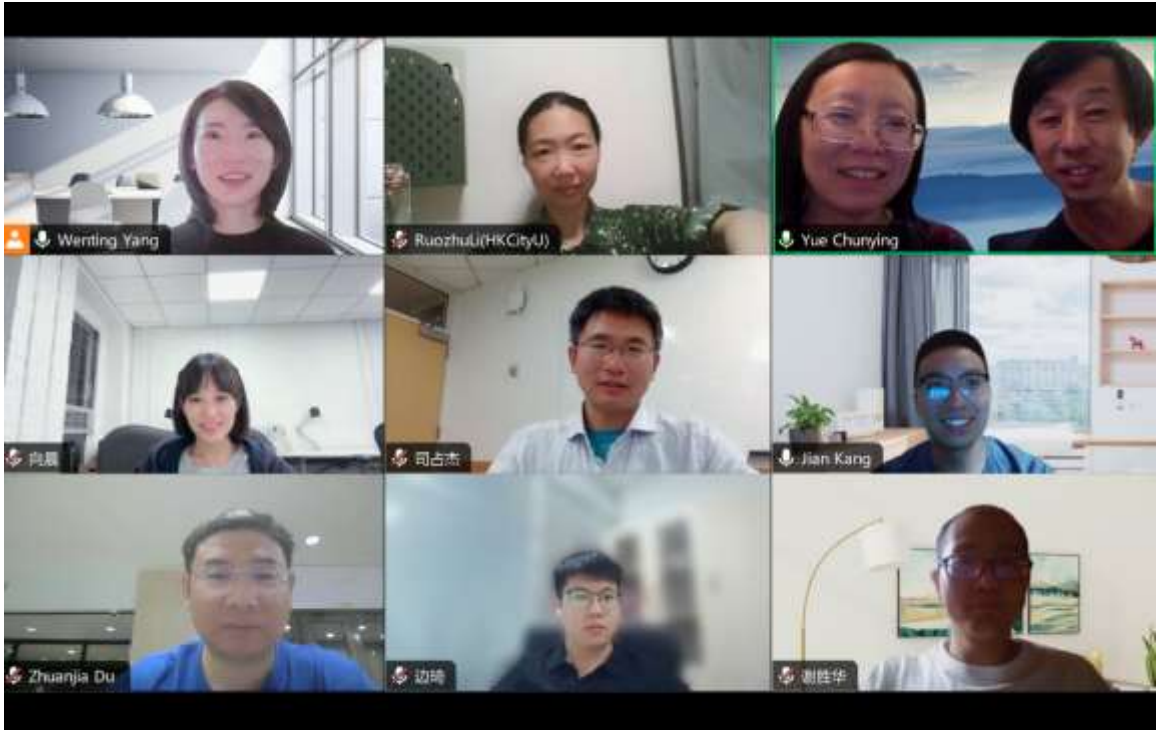 Wenting Yang
RuozhuLi(HKCityU)
Yue Chunying
向晨
司占杰
Jian Kang
Zhuanjia Du
边琦
谢胜华